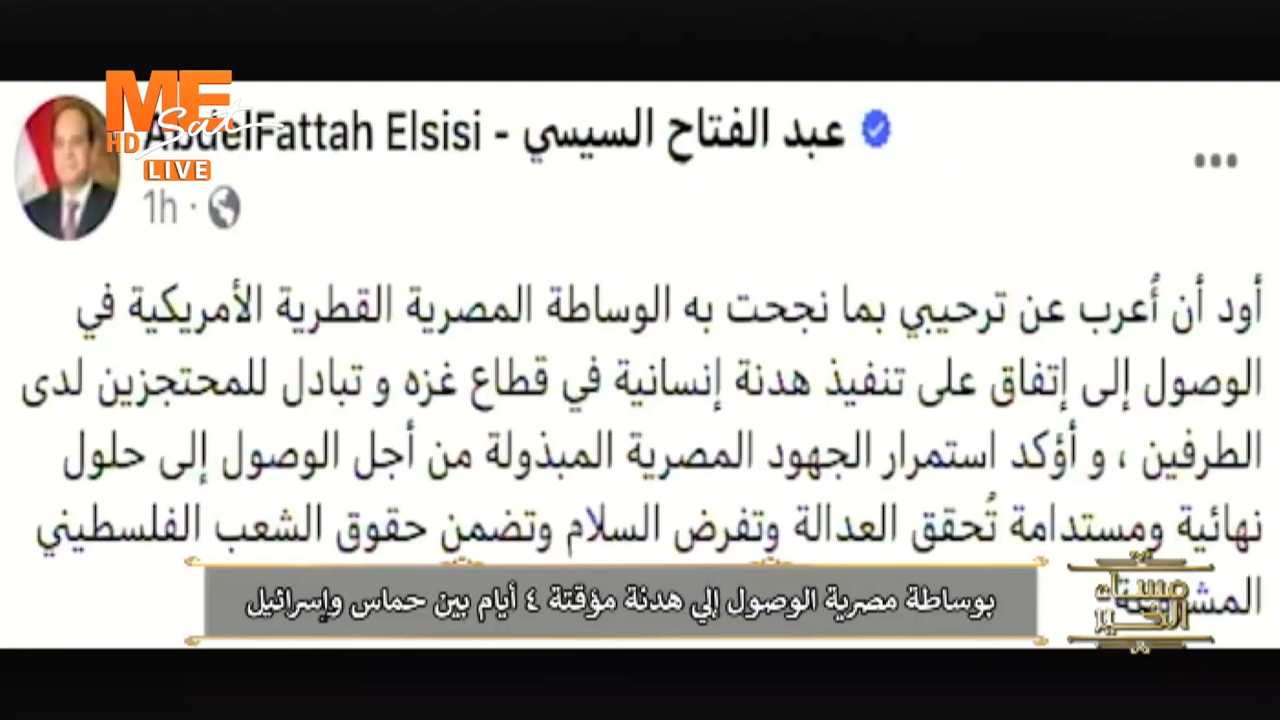 ME
Sat
HD
LIVE
AbdelFattah Elsisi - عبد الفتاح السيسي
1h ·
أود أن أُعرب عن ترحيبي بما نجحت به الوساطة المصرية القطرية الأمريكية في
الوصول إلى إتفاق على تنفيذ هدنة إنسانية في قطاع غزه و تبادل للمحتجزين لدى
الطرفين ، و أؤكد استمرار الجهود المصرية المبذولة من أجل الوصول إلى حلول
نهائية ومستدامة تُحقق العدالة وتفرض السلام وتضمن حقوق الشعب الفلسطيني
بوساطة مصرية الوصول إلي هدنة مؤقتة ٤ أيام بين حماس وإسرائيل
مساء
الخير